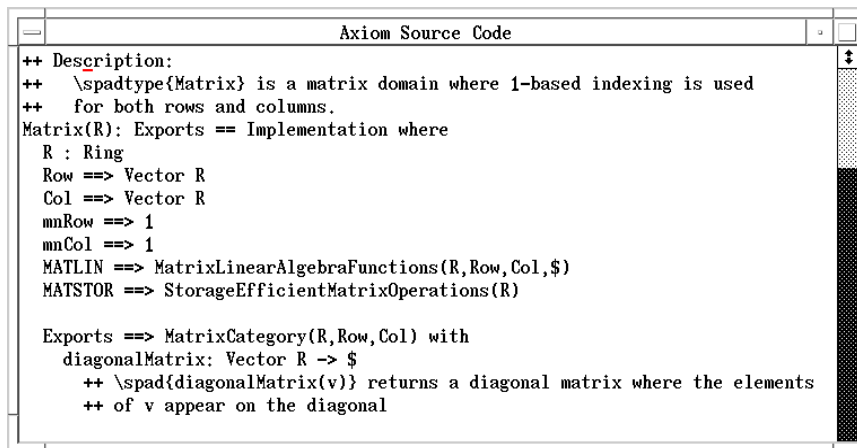 Axiom Source Code
++ Description:
++   \spadtype{Matrix} is a matrix domain where 1-based indexing is used
++   for both rows and columns.
Matrix(R): Exports == Implementation where
  R : Ring
  Row ==> Vector R
  Col ==> Vector R
  mnRow ==> 1
  mnCol ==> 1
  MATLIN ==> MatrixLinearAlgebraFunctions(R,Row,Col,$)
  MATSTOR ==> StorageEfficientMatrixOperations(R)

  Exports ==> MatrixCategory(R,Row,Col) with
    diagonalMatrix: Vector R -> $
      ++ \spad{diagonalMatrix(v)} returns a diagonal matrix where the elements
      ++ of v appear on the diagonal